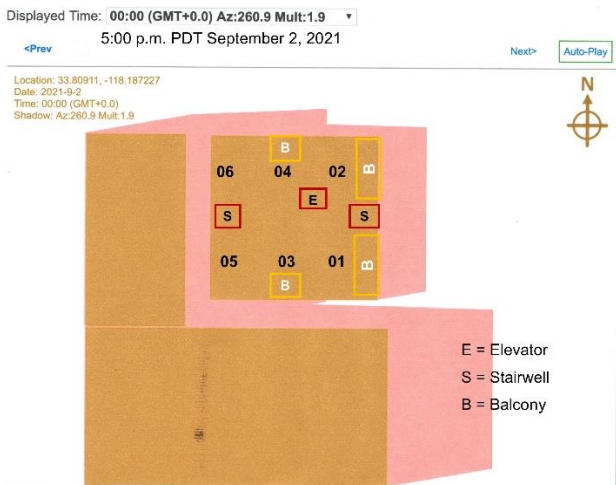 Displayed Time: 00:00 (GMT+0.0) Az:260.9 Mult:1.9
5:00 p.m. PDT September 2, 2021
<Prev
Next>
Auto-Play
Location: 33.80911, -118.187227
Date: 2021-9-2
Time: 00:00 (GMT+0.0)
Shadow: Az:260.9 Mult:1.9
N
B
06 04 02 B
E
S S
05 03 01 B
B
E = Elevator
S = Stairwell
B = Balcony